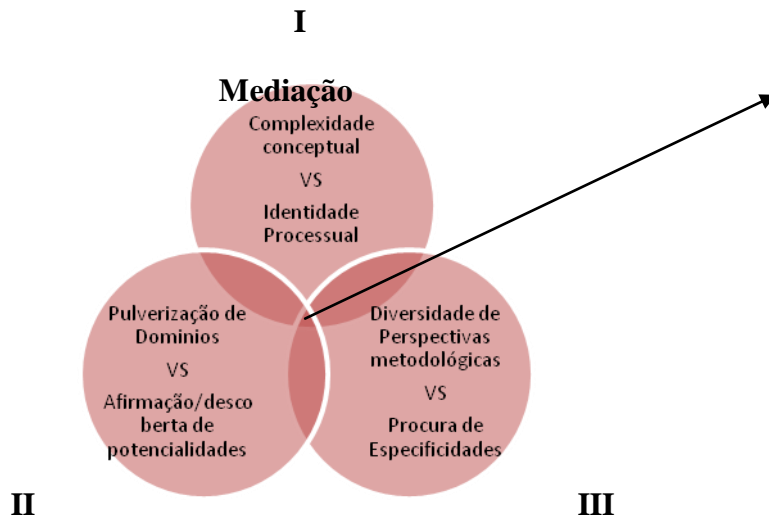 I
Mediação
Complexidade
conceptual
VS
Identidade
Processual
Pulverização de
Dominios
VS
Afirmação/desco
berta de
potencialidades
Diversidade de
Perspectivas
metodológicas
VS
Procura de
Especificidades
II
III